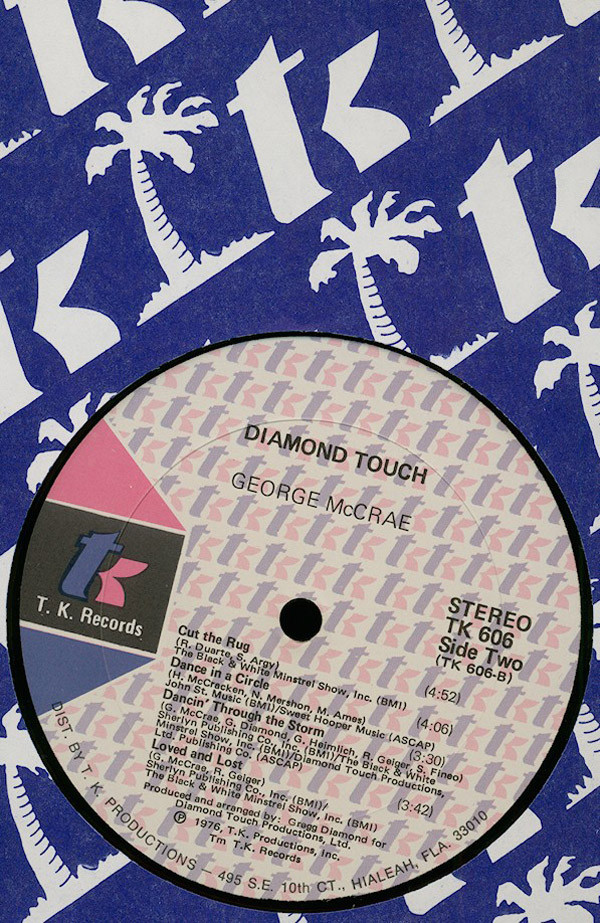 DIAMOND TOUCH
GEORGE McCRAE
tk
T. K. Records
STEREO
TK 606
Side Two
(TK 606-B)
Cut the Rug
(R. Duarte, S. Argy)
The Black & White Minstrel Show, Inc. (BMI) (4:52)
Dance in a Circle
(H. McCracken, N. Mershon, M. Ames)
John St. Music (BMI)/Sweet Hooper Music (ASCAP) (4:06)
Dancin' Through the Storm
(G. McCrae, G. Diamond, G. Heimlich, R. Geiger, S. Fineo)
Sherlyn Publishing Co., Inc. (BMI)/The Black & White (3:30)
Minstrel Show, Inc. (BMI)/Diamond Touch Productions,
Ltd. Publishing Co. (ASCAP)
Loved and Lost
(G. McCrae, R. Geiger)
Sherlyn Publishing Co., Inc. (BMI)/
The Black & White Minstrel Show, Inc. (BMI) (3:42)
Produced and arranged by: Gregg Diamond for
Diamond Touch Productions, Ltd.
℗ 1976, T.K. Productions, Inc.
Tm T.K. Records
DIST. BY T. K. PRODUCTIONS — 495 S.E. 10th CT., HIALEAH, FLA. 33010